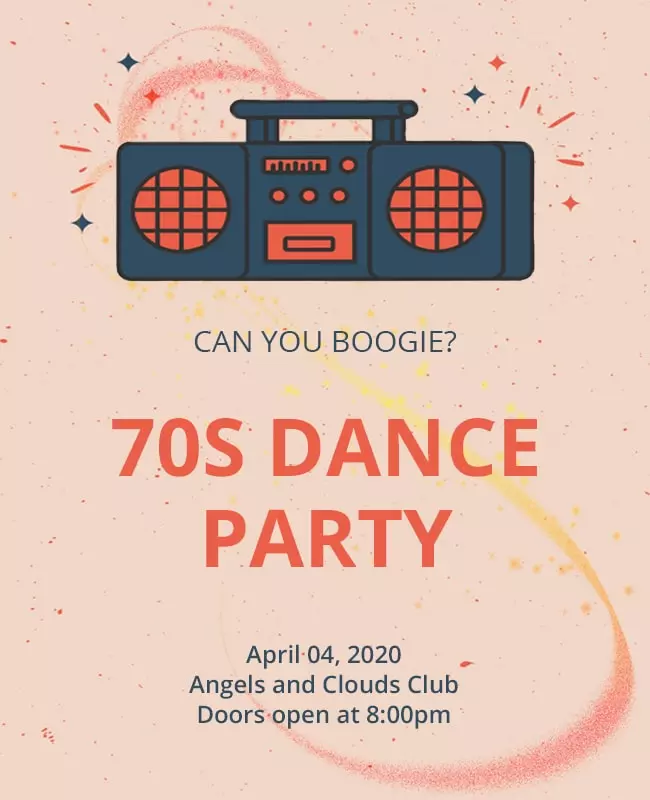 CAN YOU BOOGIE?
70S DANCE
PARTY
April 04, 2020
Angels and Clouds Club
Doors open at 8:00pm